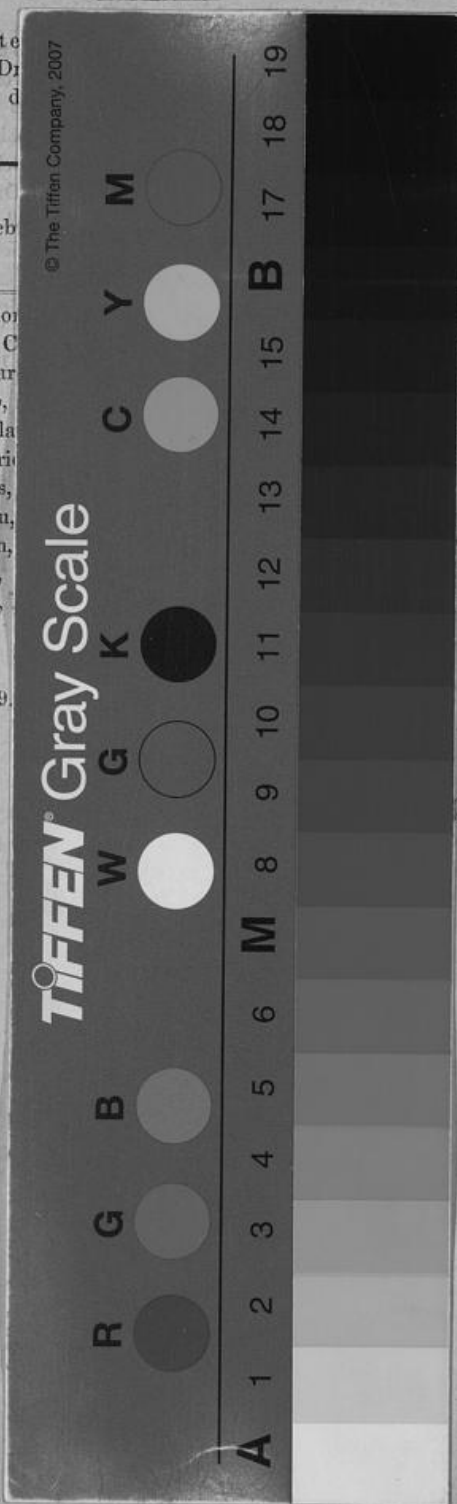 © The Tiffen Company, 2007
TIFFEN® Gray Scale
R G B W G K C Y M
A 1 2 3 4 5 6 M 8 9 10 11 12 13 14 15 B 17 18 19